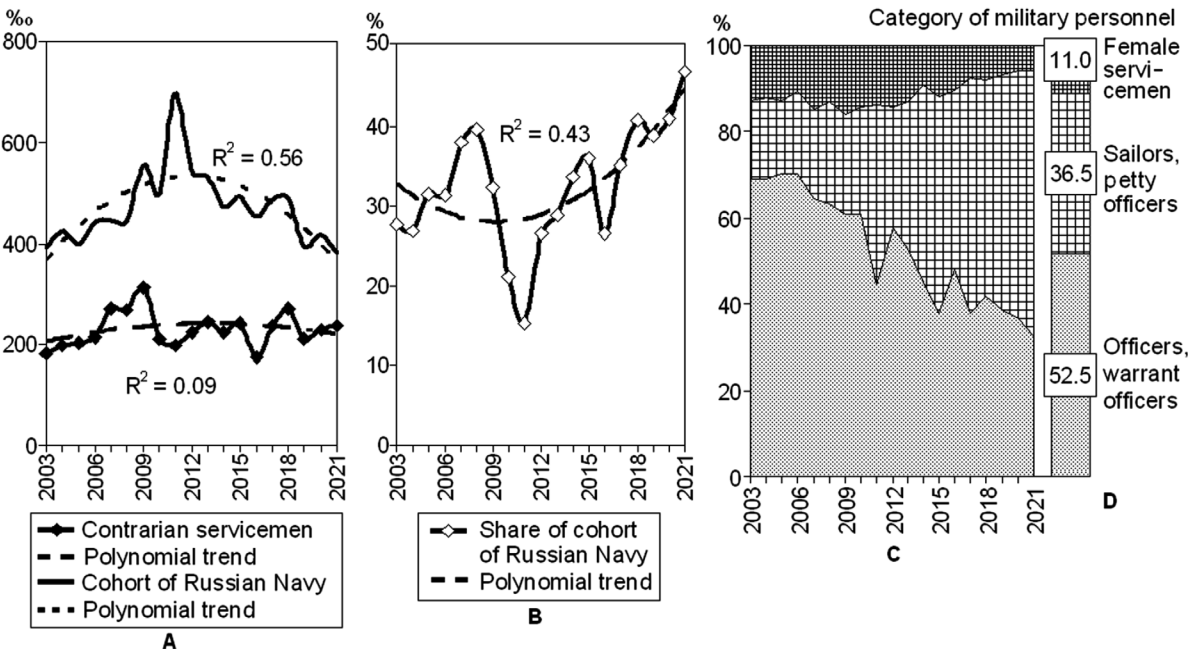 ‰
800
600
400
200
0
R² = 0.56
R² = 0.09
2003
2006
2009
2012
2015
2018
2021
Contrarian servicemen
Polynomial trend
Cohort of Russian Navy
Polynomial trend
A
%
50
40
30
20
10
0
R² = 0.43
2003
2006
2009
2012
2015
2018
2021
Share of cohort
of Russian Navy
Polynomial trend
B
%
Category of military personnel
100
80
60
40
20
0
2003
2006
2009
2012
2015
2018
2021
C
11.0
Female
servi–
cemen
36.5
Sailors,
petty
officers
52.5
Officers,
warrant
officers
D